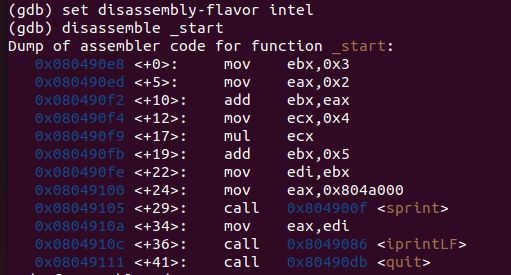 (gdb) set disassembly-flavor intel
(gdb) disassemble _start
Dump of assembler code for function _start:
0x080490e8 <+0>: mov ebx,0x3
0x080490ed <+5>: mov eax,0x2
0x080490f2 <+10>: add ebx,eax
0x080490f4 <+12>: mov ecx,0x4
0x080490f9 <+17>: mul ecx
0x080490fb <+19>: add ebx,0x5
0x080490fe <+22>: mov edi,ebx
0x08049100 <+24>: mov eax,0x804a000
0x08049105 <+29>: call 0x804900f <sprint>
0x0804910a <+34>: mov eax,edi
0x0804910c <+36>: call 0x8049086 <iprintLF>
0x08049111 <+41>: call 0x80490db <quit>